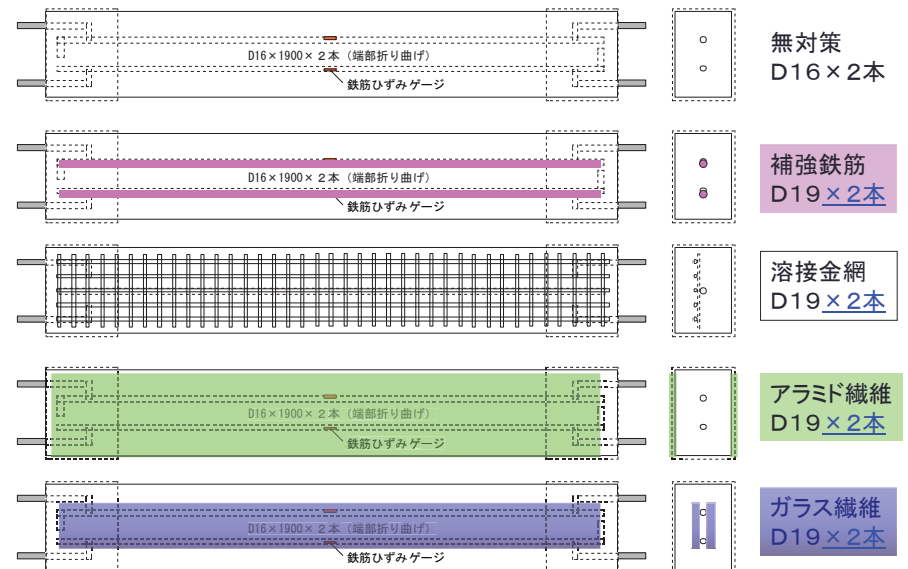 D16×1900×2本（端部折り曲げ）
鉄筋ひずみゲージ
無対策
D16×2本
D16×1900×2本（端部折り曲げ）
鉄筋ひずみゲージ
補強鉄筋
D19×2本
溶接金網
D19×2本
D16×1900×2本（端部折り曲げ）
鉄筋ひずみゲージ
アラミド繊維
D19×2本
D16×1900×2本（端部折り曲げ）
鉄筋ひずみゲージ
ガラス繊維
D19×2本